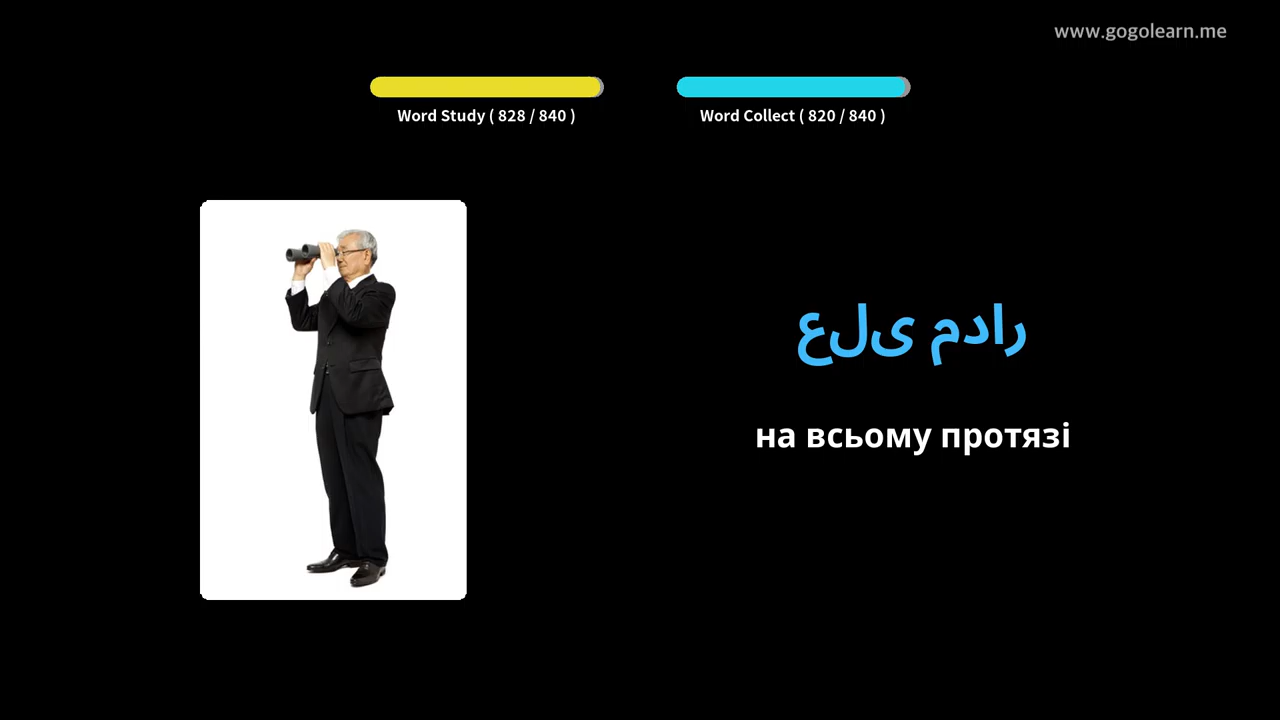 www.gogolearn.me
Word Study ( 828 / 840 )
Word Collect ( 820 / 840 )
على مدار
на всьому протязі